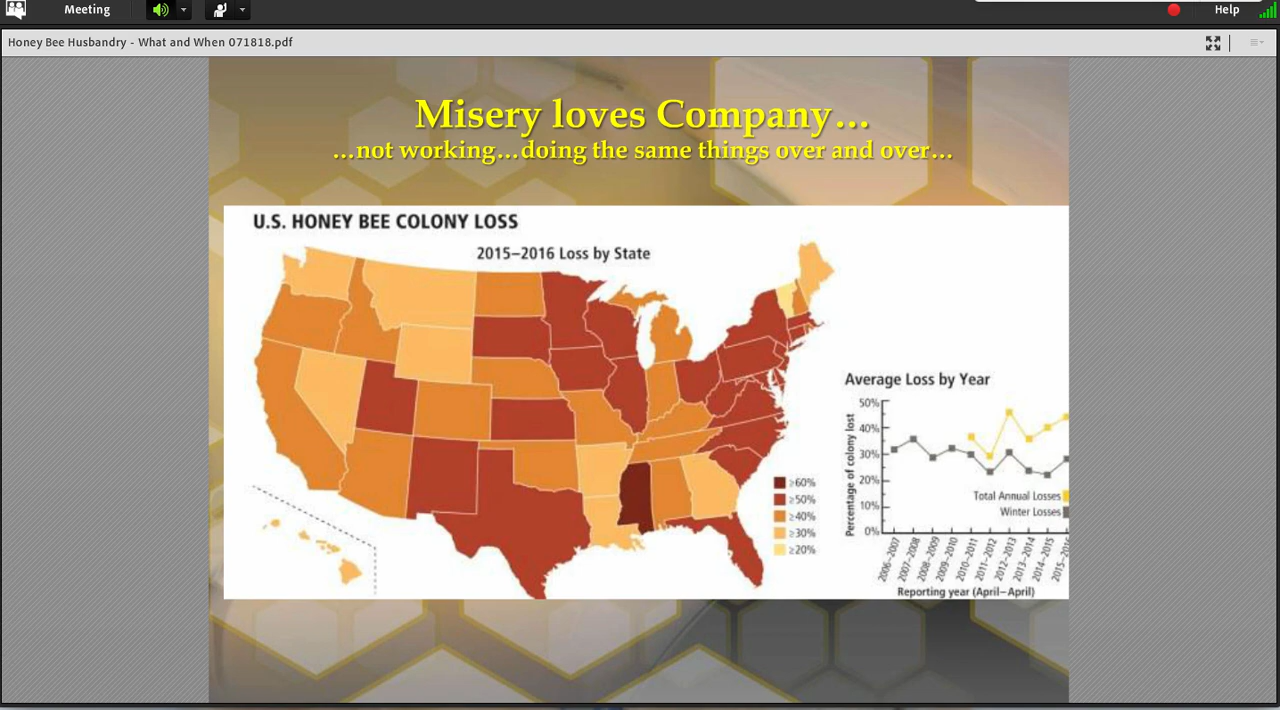 Meeting
Help
Honey Bee Husbandry - What and When 071818.pdf
Misery loves Company…
…not working…doing the same things over and over…
U.S. HONEY BEE COLONY LOSS
2015–2016 Loss by State
≥60%
≥50%
≥40%
≥30%
≥20%
Average Loss by Year
Percentage of colony lost
50%
40%
30%
20%
10%
0%
Total Annual Losses
Winter Losses
2006–2007
2007–2008
2008–2009
2009–2010
2010–2011
2011–2012
2012–2013
2013–2014
2014–2015
2015–2016
Reporting year (April–April)